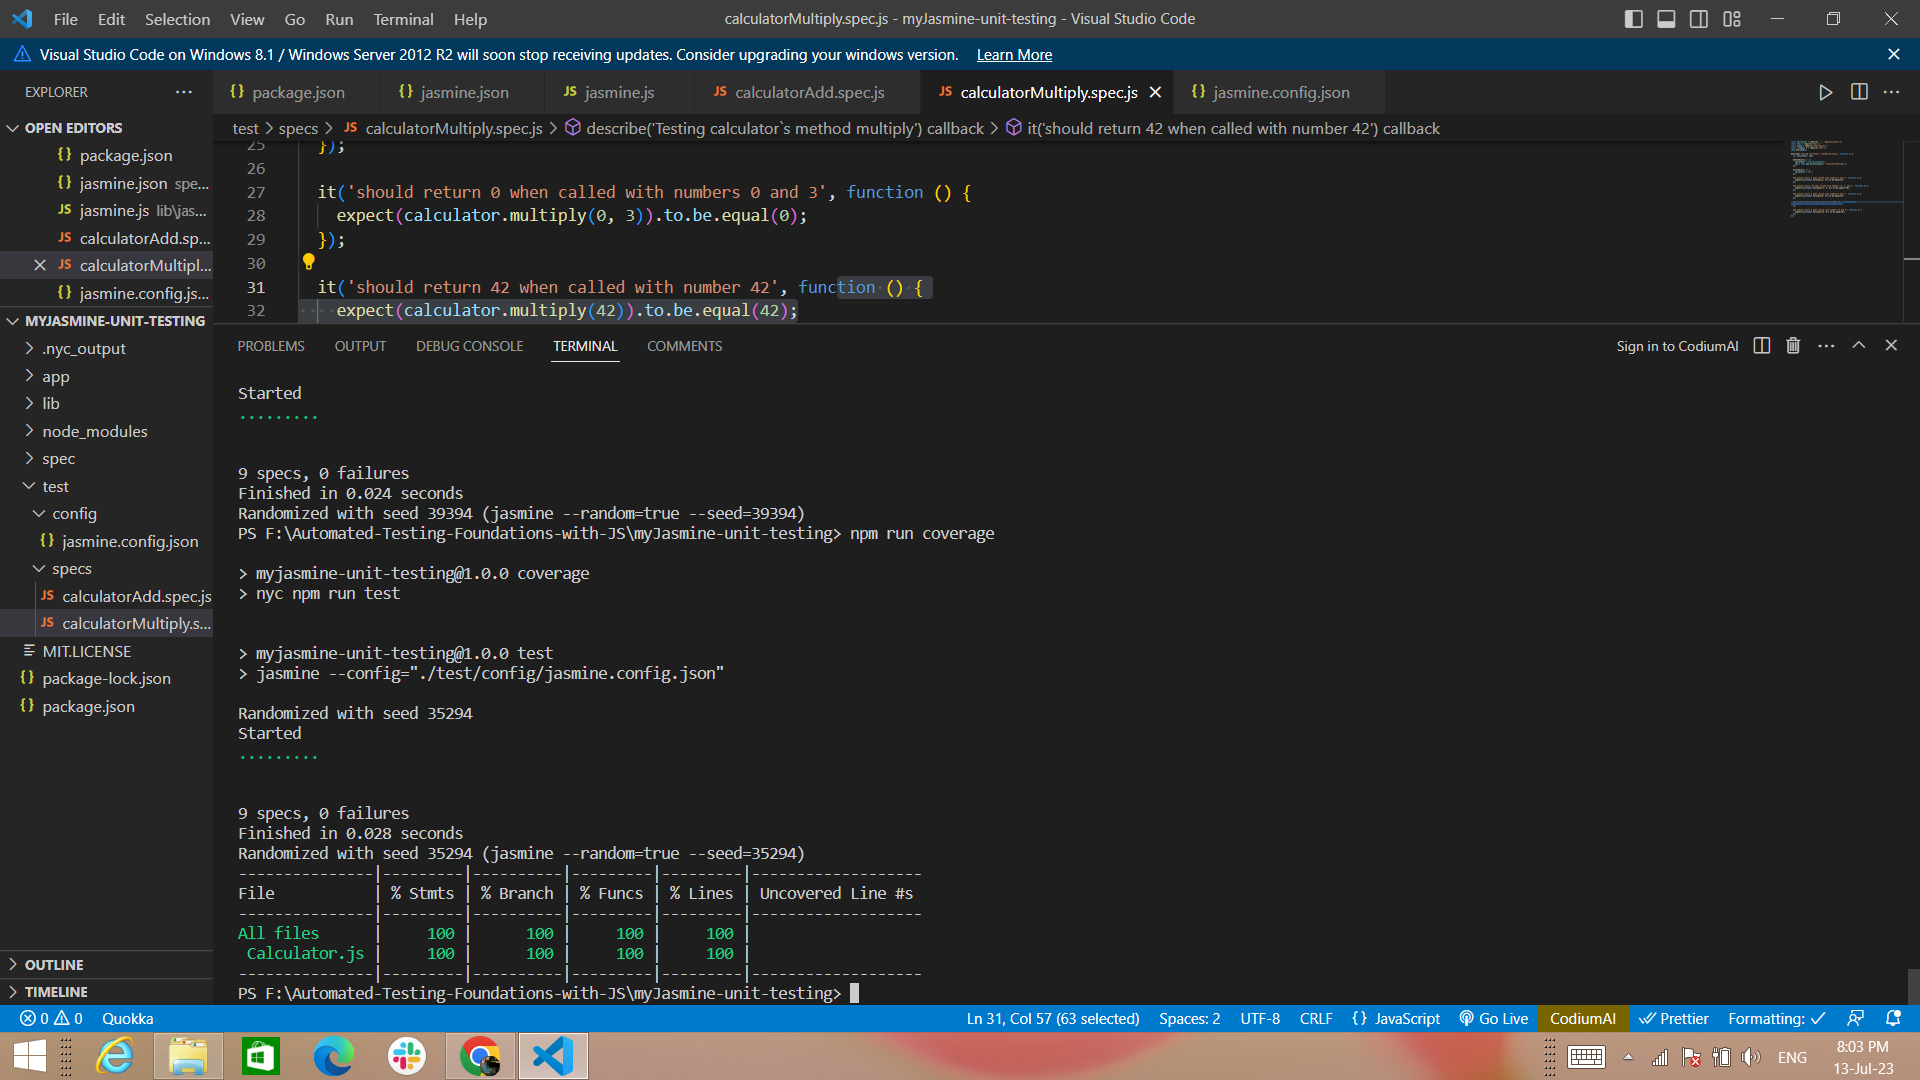 File Edit Selection View Go Run Terminal Help calculatorMultiply.spec.js - myJasmine-unit-testing - Visual Studio Code
Visual Studio Code on Windows 8.1 / Windows Server 2012 R2 will soon stop receiving updates. Consider upgrading your windows version. Learn More
EXPLORER ···
OPEN EDITORS
{} package.json
{} jasmine.json spe...
JS jasmine.js lib\jas...
JS calculatorAdd.sp...
JS calculatorMultipl...
{} jasmine.config.js...
MYJASMINE-UNIT-TESTING
.nyc_output
app
lib
node_modules
spec
test
config
{} jasmine.config.json
specs
JS calculatorAdd.spec.js
JS calculatorMultiply.s...
MIT.LICENSE
{} package-lock.json
{} package.json
OUTLINE
TIMELINE
{} package.json {} jasmine.json JS jasmine.js JS calculatorAdd.spec.js JS calculatorMultiply.spec.js {} jasmine.config.json
test > specs > JS calculatorMultiply.spec.js > describe('Testing calculator`s method multiply') callback > it('should return 42 when called with number 42') callback
25 });
26
27 it('should return 0 when called with numbers 0 and 3', function () {
28 expect(calculator.multiply(0, 3)).to.be.equal(0);
29 });
30
31 it('should return 42 when called with number 42', function () {
32 expect(calculator.multiply(42)).to.be.equal(42);
PROBLEMS OUTPUT DEBUG CONSOLE TERMINAL COMMENTS Sign in to CodiumAI
Started
.........
9 specs, 0 failures
Finished in 0.024 seconds
Randomized with seed 39394 (jasmine --random=true --seed=39394)
PS F:\Automated-Testing-Foundations-with-JS\myJasmine-unit-testing> npm run coverage
> myjasmine-unit-testing@1.0.0 coverage
> nyc npm run test
> myjasmine-unit-testing@1.0.0 test
> jasmine --config="./test/config/jasmine.config.json"
Randomized with seed 35294
Started
.........
9 specs, 0 failures
Finished in 0.028 seconds
Randomized with seed 35294 (jasmine --random=true --seed=35294)
---------------|---------|----------|---------|---------|-------------------
File | % Stmts | % Branch | % Funcs | % Lines | Uncovered Line #s
---------------|---------|----------|---------|---------|-------------------
All files | 100 | 100 | 100 | 100 |
Calculator.js | 100 | 100 | 100 | 100 |
---------------|---------|----------|---------|---------|-------------------
PS F:\Automated-Testing-Foundations-with-JS\myJasmine-unit-testing>
0 0 Quokka Ln 31, Col 57 (63 selected) Spaces: 2 UTF-8 CRLF {} JavaScript Go Live CodiumAI Prettier Formatting:
ENG
8:03 PM
13-Jul-23